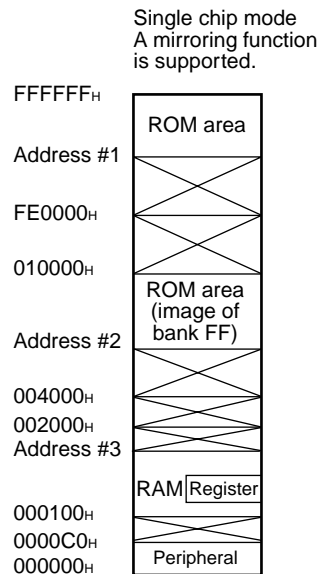 Single chip mode
A mirroring function
is supported.
FFFFFFH
ROM area
Address #1
FE0000H
010000H
ROM area
(image of
bank FF)
Address #2
004000H
002000H
Address #3
RAM Register
000100H
0000C0H
Peripheral
000000H